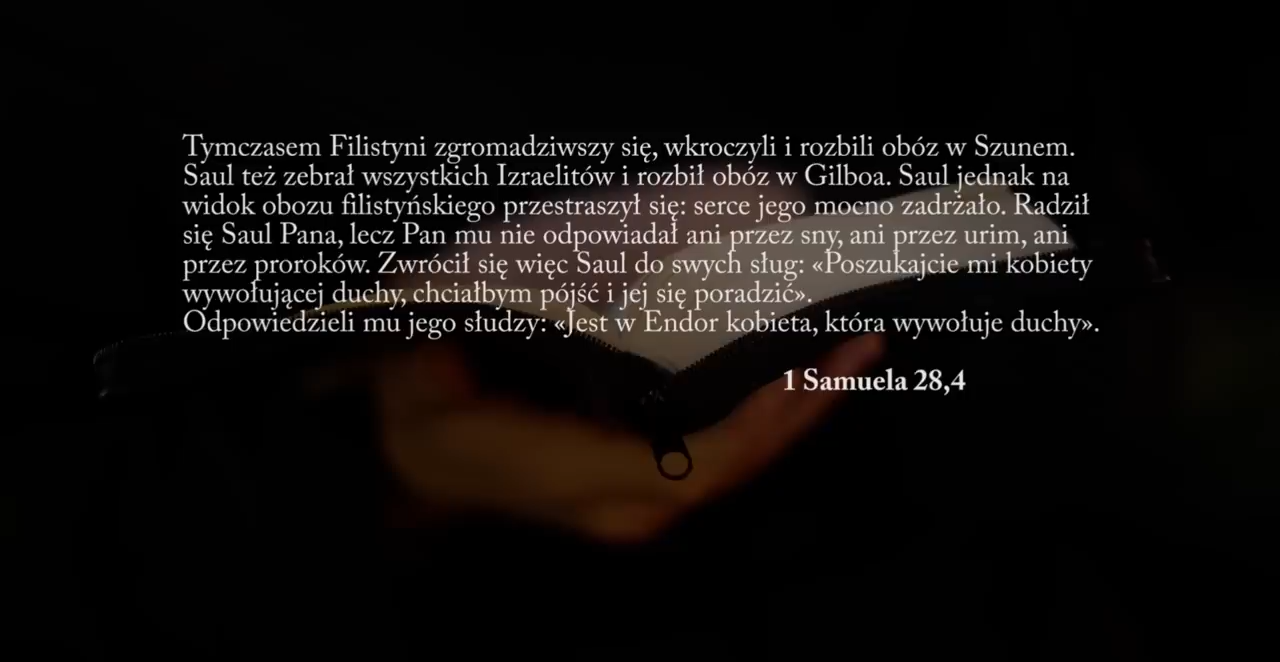 Tymczasem Filistyni zgromadziwszy się, wkroczyli i rozbili obóz w Szunem.
Saul też zebrał wszystkich Izraelitów i rozbił obóz w Gilboa. Saul jednak na
widok obozu filistyńskiego przestraszył się: serce jego mocno zadrżało. Radził
się Saul Pana, lecz Pan mu nie odpowiadał ani przez sny, ani przez urim, ani
przez proroków. Zwrócił się więc Saul do swych sług: «Poszukajcie mi kobiety
wywołującej duchy, chciałbym pójść i jej się poradzić».
Odpowiedzieli mu jego słudzy: «Jest w Endor kobieta, która wywołuje duchy».
1 Samuela 28,4